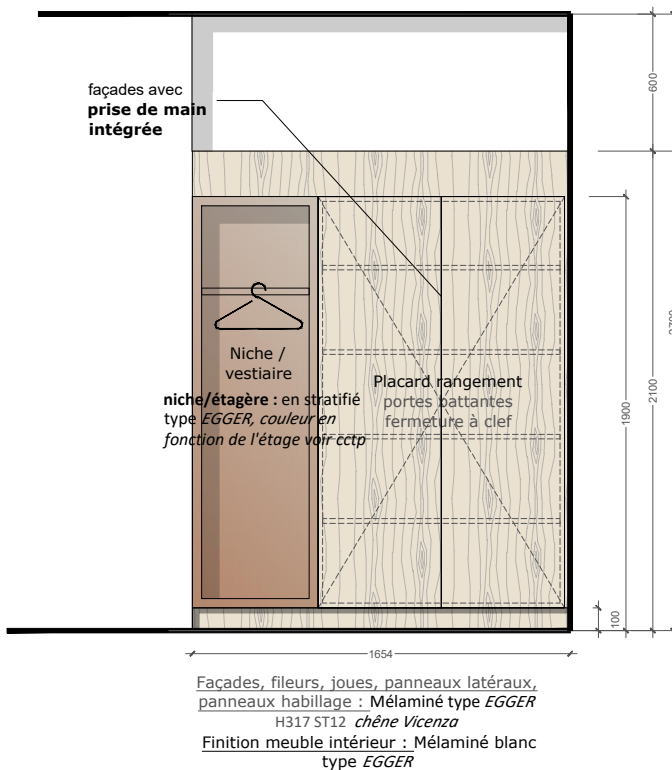 façades avec
prise de main
intégrée
600
2700
2100
1900
Niche /
vestiaire
niche/étagère : en stratifié
type EGGER, couleur en
fonction de l'étage voir cctp
Placard rangement
portes battantes
fermeture à clef
100
1654
Façades, fileurs, joues, panneaux latéraux,
panneaux habillage : Mélaminé type EGGER
H317 ST12 chêne Vicenza
Finition meuble intérieur : Mélaminé blanc
type EGGER